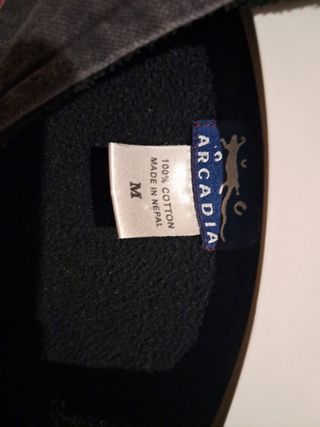 ARCADIA
100% COTTON
MADE IN NEPAL
M